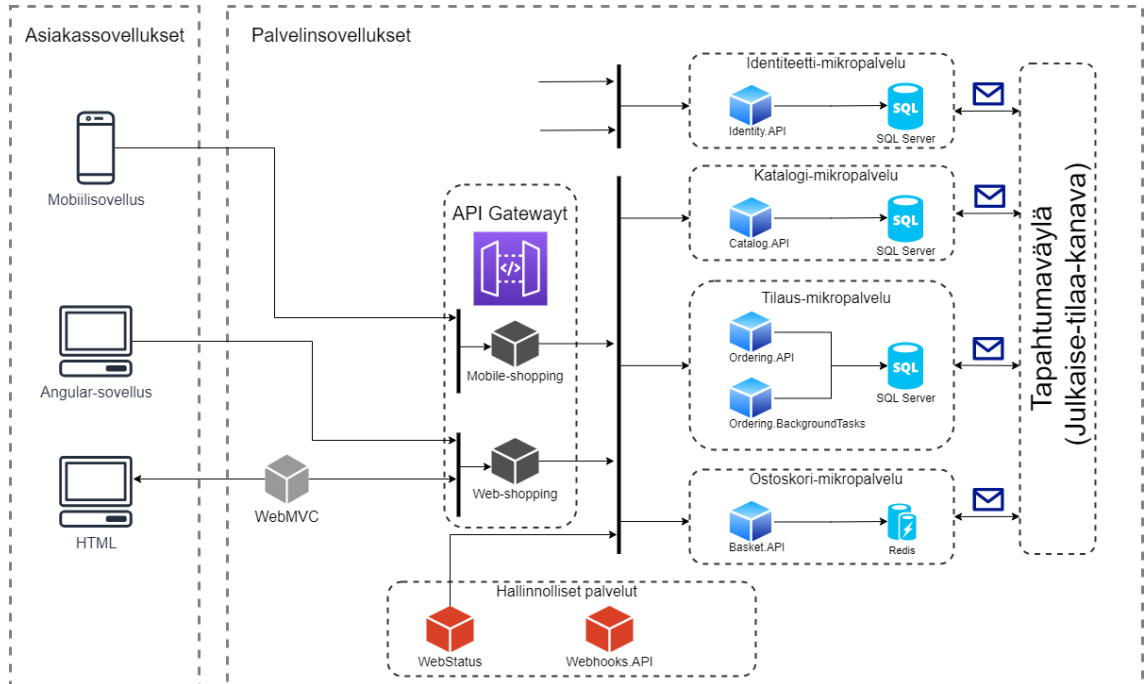 Asiakassovellukset
Palvelinsovellukset
Mobiilisovellus
Angular-sovellus
HTML
WebMVC
API Gatewayt
Mobile-shopping
Web-shopping
Hallinnolliset palvelut
WebStatus
Webhooks.API
Identiteetti-mikropalvelu
Identity.API
SQL
SQL Server
Katalogi-mikropalvelu
Catalog.API
SQL
SQL Server
Tilaus-mikropalvelu
Ordering.API
Ordering.BackgroundTasks
SQL
SQL Server
Ostoskori-mikropalvelu
Basket.API
Redis
Tapahtumaväylä
(Julkaise-tilaa-kanava)